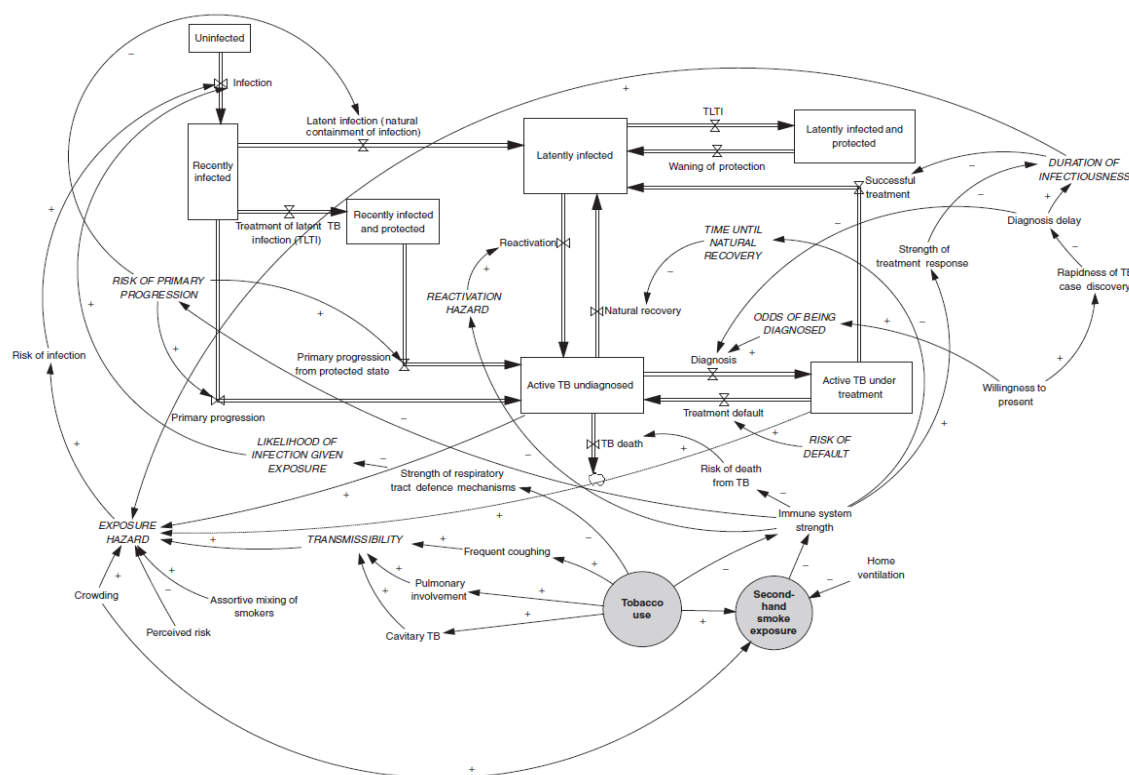 Uninfected
Infection
Latent infection (natural
containment of infection)
TLTI
Latently infected and
protected
Latently infected
Waning of protection
Recently
infected
Successful
treatment
DURATION OF
INFECTIOUSNESS
Treatment of latent TB
infection (TLTI)
Recently infected
and protected
Diagnosis delay
Reactivation
TIME UNTIL
NATURAL
RECOVERY
Strength of
treatment response
Rapidness of TB
case discovery
RISK OF PRIMARY
PROGRESSION
REACTIVATION
HAZARD
Natural recovery
ODDS OF BEING
DIAGNOSED
Risk of infection
Primary progression
from protected state
Diagnosis
Active TB undiagnosed
Active TB under
treatment
Willingness to
present
Primary progression
Treatment default
LIKELIHOOD OF
INFECTION GIVEN
EXPOSURE
TB death
RISK OF
DEFAULT
Strength of respiratory
tract defence mechanisms
Risk of death
from TB
Immune system
strength
EXPOSURE
HAZARD
TRANSMISSIBILITY
Frequent coughing
Home
ventilation
Crowding
Assortive mixing of
smokers
Pulmonary
involvement
Tobacco
use
Second-
hand
smoke
exposure
Perceived risk
Cavitary TB